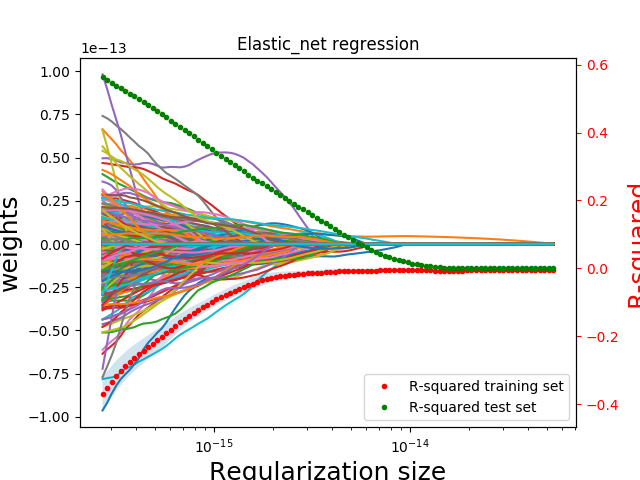 Elastic_net regression
1e−13
1.00
0.75
0.50
0.25
0.00
−0.25
−0.50
−0.75
−1.00
weights
0.6
0.4
0.2
0.0
−0.2
−0.4
R-squared
R-squared training set
R-squared test set
10⁻¹⁵ 10⁻¹⁴
Regularization size